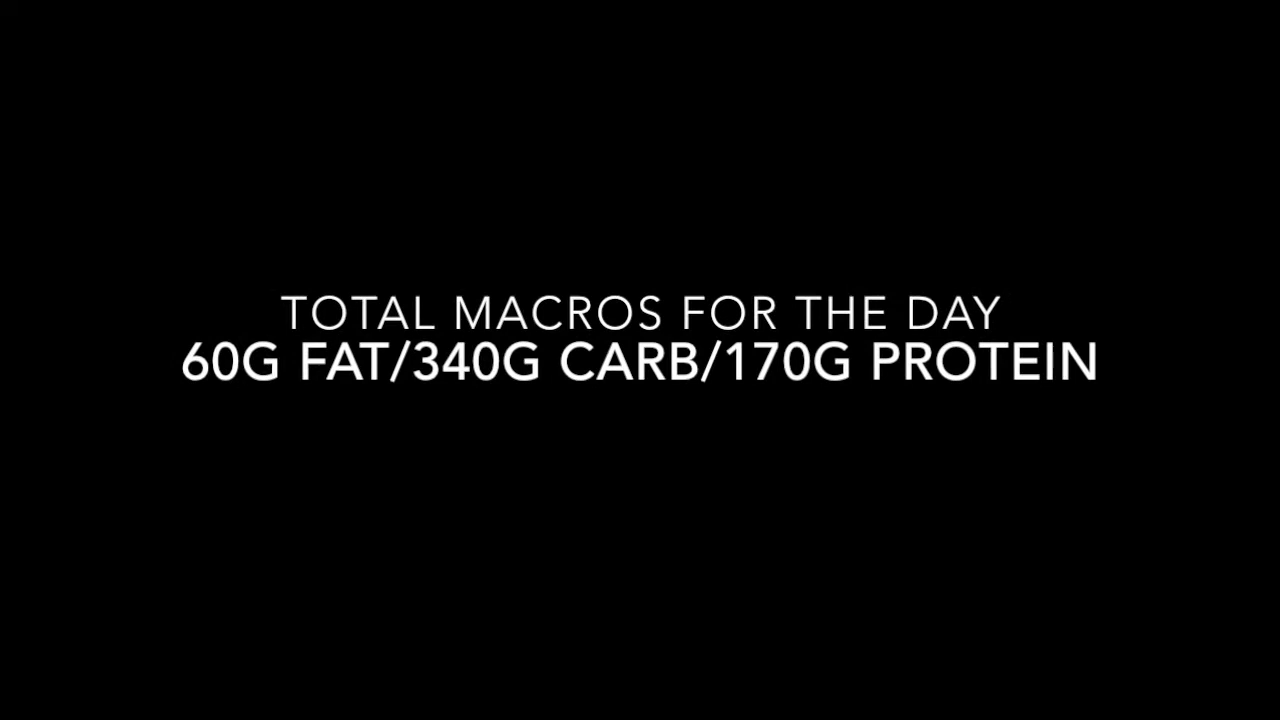 TOTAL MACROS FOR THE DAY
60G FAT/340G CARB/170G PROTEIN